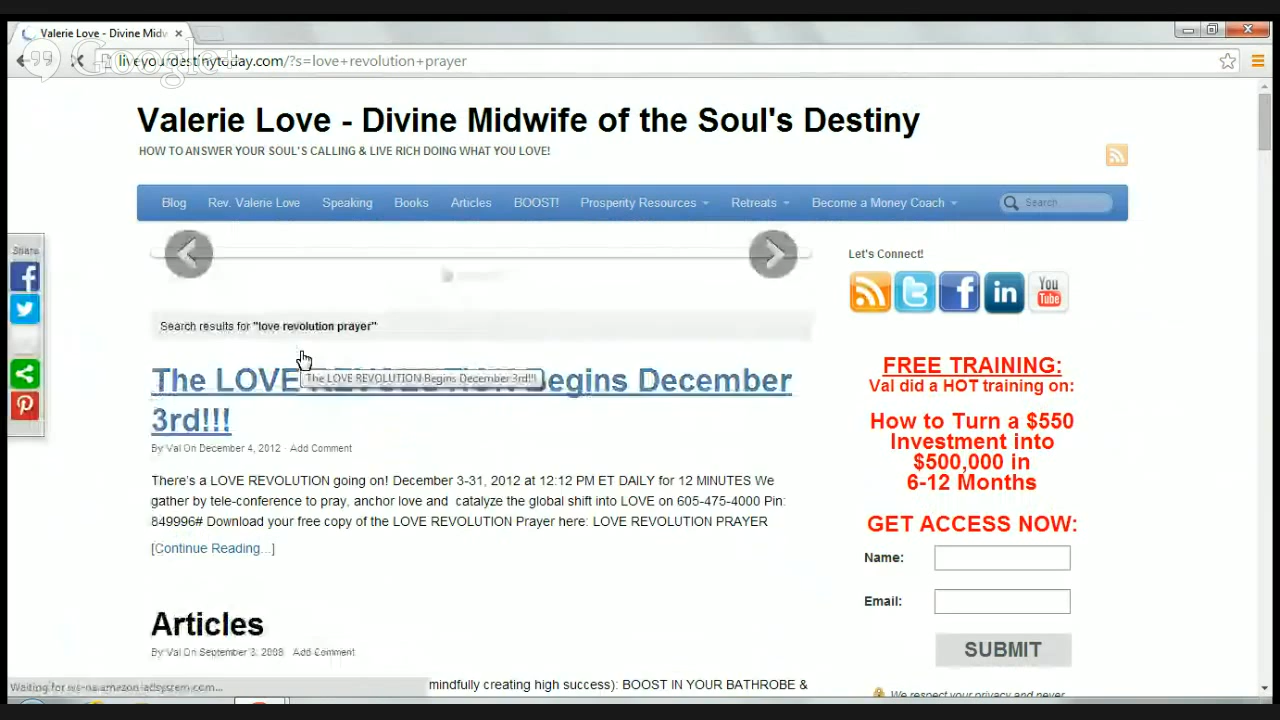 Valerie Love - Divine Midw
Google+
liveyourdestinytoday.com/?s=love+revolution+prayer
Valerie Love - Divine Midwife of the Soul's Destiny
HOW TO ANSWER YOUR SOUL'S CALLING & LIVE RICH DOING WHAT YOU LOVE!
Blog Rev. Valerie Love Speaking Books Articles BOOST! Prosperity Resources Retreats Become a Money Coach Search
Share
Let's Connect!
You
Tube
Search results for "love revolution prayer"
The LOVE REVOLUTION Begins December
3rd!!!
The LOVE REVOLUTION Begins December 3rd!!!
By Val On December 4, 2012 · Add Comment
There's a LOVE REVOLUTION going on! December 3-31, 2012 at 12:12 PM ET DAILY for 12 MINUTES We
gather by tele-conference to pray, anchor love and catalyze the global shift into LOVE on 605-475-4000 Pin:
849996# Download your free copy of the LOVE REVOLUTION Prayer here: LOVE REVOLUTION PRAYER
[Continue Reading...]
Articles
By Val On September 3, 2008 · Add Comment
mindfully creating high success): BOOST IN YOUR BATHROBE &
FREE TRAINING:
Val did a HOT training on:
How to Turn a $550
Investment into
$500,000 in
6-12 Months
GET ACCESS NOW:
Name:
Email:
SUBMIT
We respect your privacy and never
Waiting for